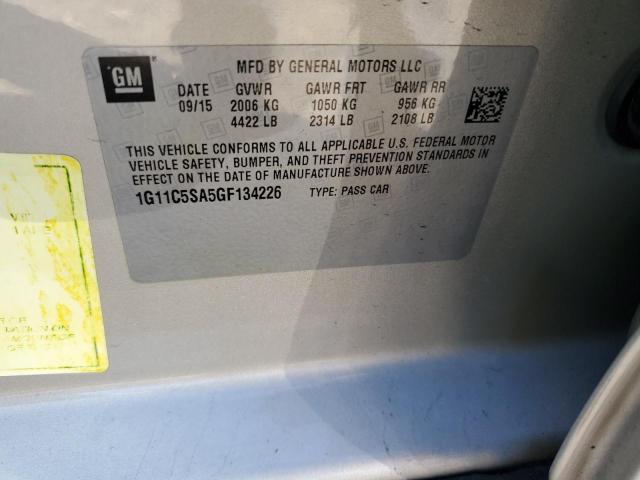 GM
MFD BY GENERAL MOTORS LLC
DATE GVWR GAWR FRT GAWR RR
09/15 2006 KG 1050 KG 956 KG
4422 LB 2314 LB 2108 LB
THIS VEHICLE CONFORMS TO ALL APPLICABLE U.S. FEDERAL MOTOR
VEHICLE SAFETY, BUMPER, AND THEFT PREVENTION STANDARDS IN
EFFECT ON THE DATE OF MANUFACTURE SHOWN ABOVE.
1G11C5SA5GF134226 TYPE: PASS CAR